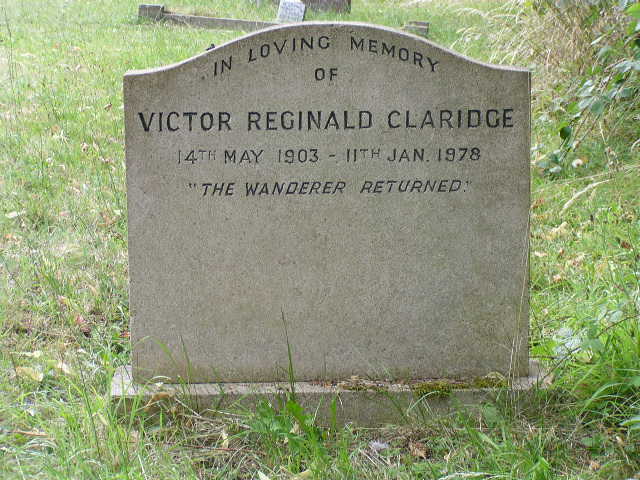 IN LOVING MEMORY
OF
VICTOR REGINALD CLARIDGE
14TH MAY 1903 - 11TH JAN. 1978
"THE WANDERER RETURNED."